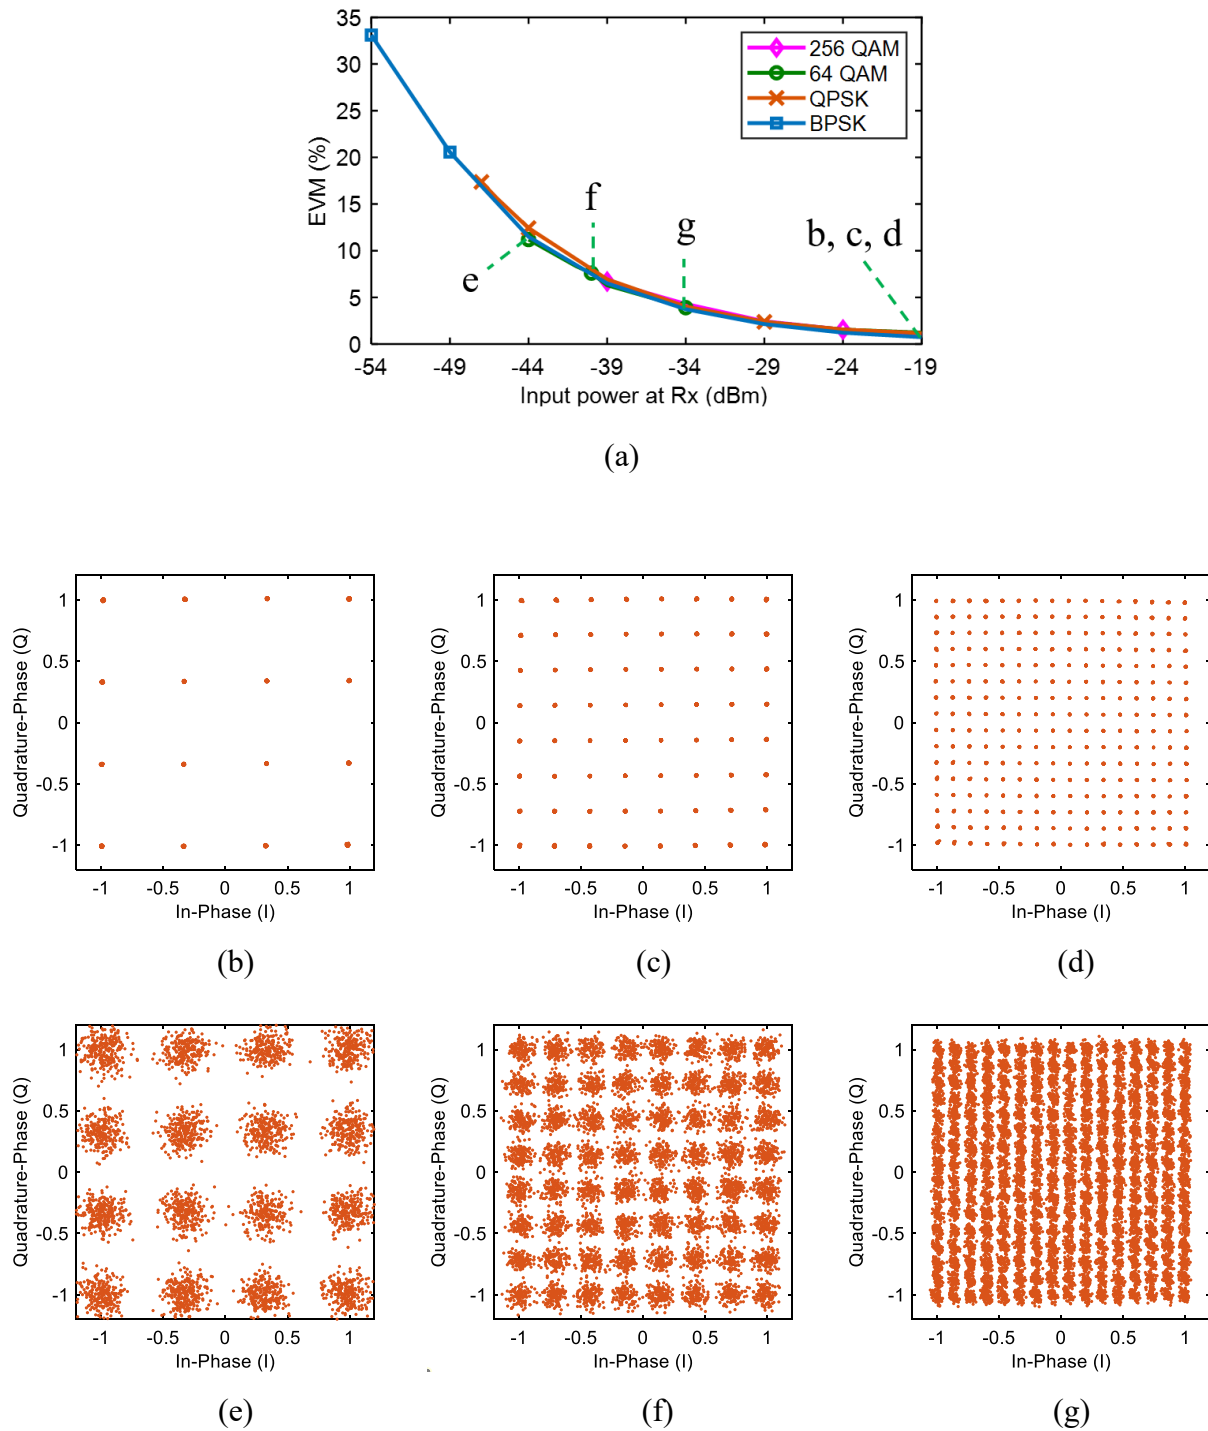 35
30
25
20
15
10
5
0
EVM (%)
256 QAM
64 QAM
QPSK
BPSK
e
f
g
b, c, d
-54 -49 -44 -39 -34 -29 -24 -19
Input power at Rx (dBm)
(a)
1
0.5
0
-0.5
-1
Quadrature-Phase (Q)
-1 -0.5 0 0.5 1
In-Phase (I)
(b)
1
0.5
0
-0.5
-1
Quadrature-Phase (Q)
-1 -0.5 0 0.5 1
In-Phase (I)
(c)
1
0.5
0
-0.5
-1
Quadrature-Phase (Q)
-1 -0.5 0 0.5 1
In-Phase (I)
(d)
1
0.5
0
-0.5
-1
Quadrature-Phase (Q)
-1 -0.5 0 0.5 1
In-Phase (I)
(e)
1
0.5
0
-0.5
-1
Quadrature-Phase (Q)
-1 -0.5 0 0.5 1
In-Phase (I)
(f)
1
0.5
0
-0.5
-1
Quadrature-Phase (Q)
-1 -0.5 0 0.5 1
In-Phase (I)
(g)